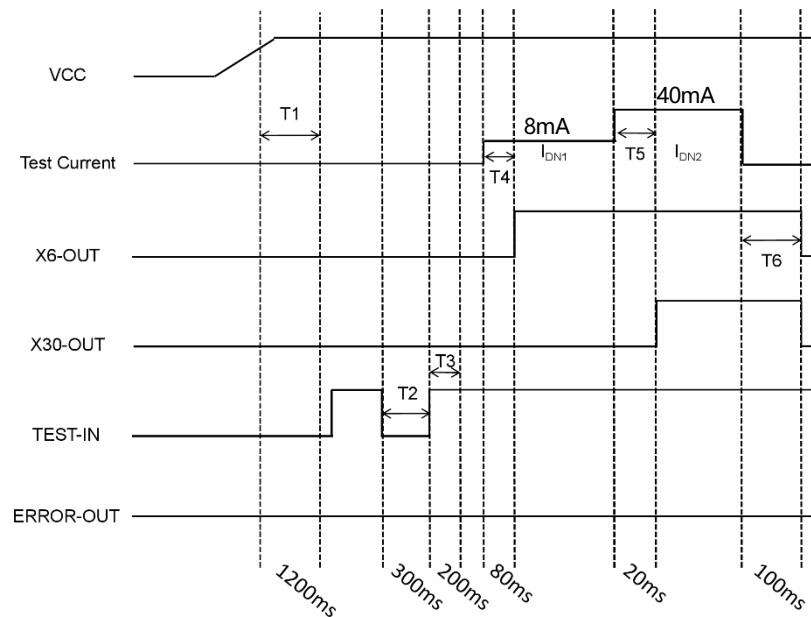 VCC
T1
40mA
8mA
Test Current
I_DN1
T5
I_DN2
T4
X6-OUT
T6
X30-OUT
T3
T2
TEST-IN
ERROR-OUT
1200ms
300ms
200ms
80ms
20ms
100ms